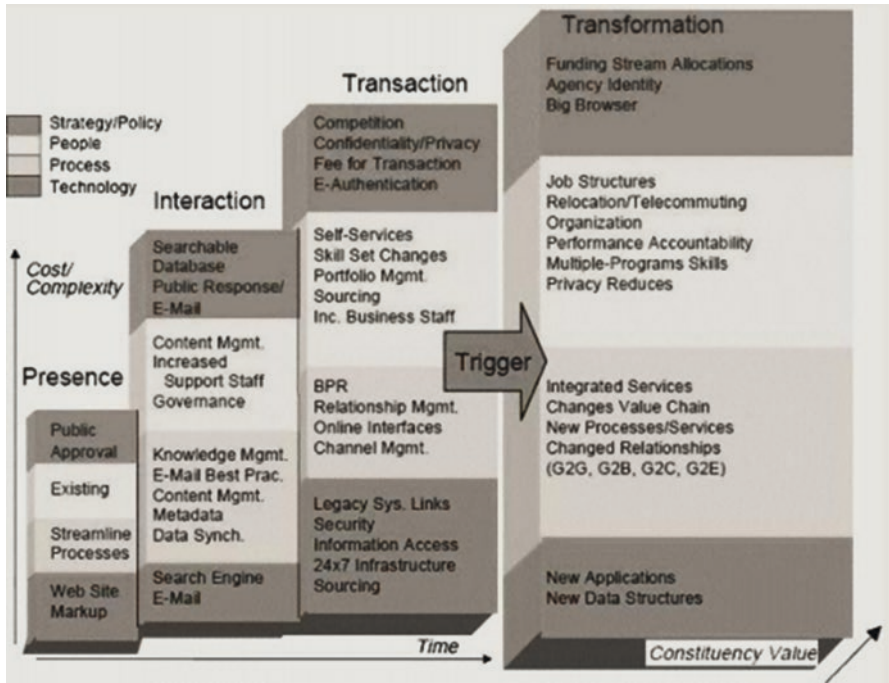 Strategy/Policy
People
Process
Technology
Cost/
Complexity
Presence
Public
Approval
Existing
Streamline
Processes
Web Site
Markup
Interaction
Searchable
Database
Public Response/
E-Mail
Content Mgmt.
Increased
Support Staff
Governance
Knowledge Mgmt.
E-Mail Best Prac.
Content Mgmt.
Metadata
Data Synch.
Search Engine
E-Mail
Transaction
Competition
Confidentiality/Privacy
Fee for Transaction
E-Authentication
Self-Services
Skill Set Changes
Portfolio Mgmt.
Sourcing
Inc. Business Staff
BPR
Relationship Mgmt.
Online Interfaces
Channel Mgmt.
Legacy Sys. Links
Security
Information Access
24x7 Infrastructure
Sourcing
Trigger
Transformation
Funding Stream Allocations
Agency Identity
Big Browser
Job Structures
Relocation/Telecommuting
Organization
Performance Accountability
Multiple-Programs Skills
Privacy Reduces
Integrated Services
Changes Value Chain
New Processes/Services
Changed Relationships
(G2G, G2B, G2C, G2E)
New Applications
New Data Structures
Time
Constituency Value